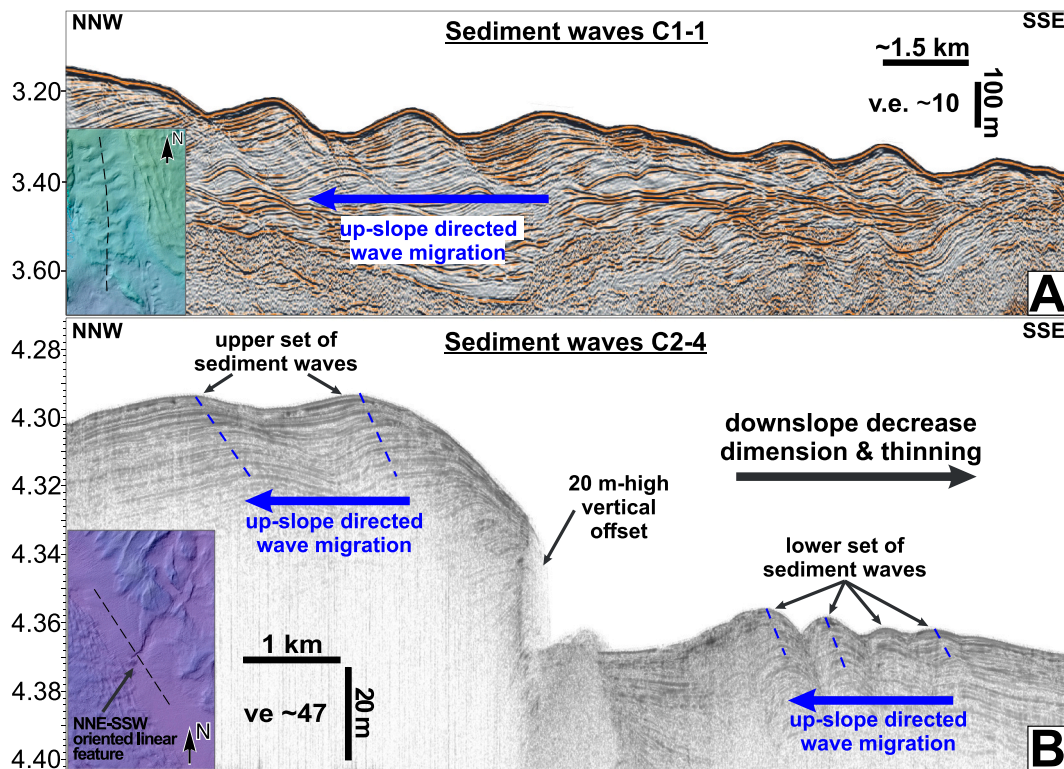 NNW
Sediment waves C1-1
SSE
~1.5 km
v.e. ~10
100 m
3.20
3.40
3.60
N
up-slope directed
wave migration
A
NNW
Sediment waves C2-4
SSE
4.28
4.30
4.32
4.34
4.36
4.38
4.40
upper set of
sediment waves
up-slope directed
wave migration
downslope decrease
dimension & thinning
20 m-high
vertical
offset
lower set of
sediment waves
up-slope directed
wave migration
1 km
ve ~47
20m
NNE-SSW
oriented linear
feature
N
B